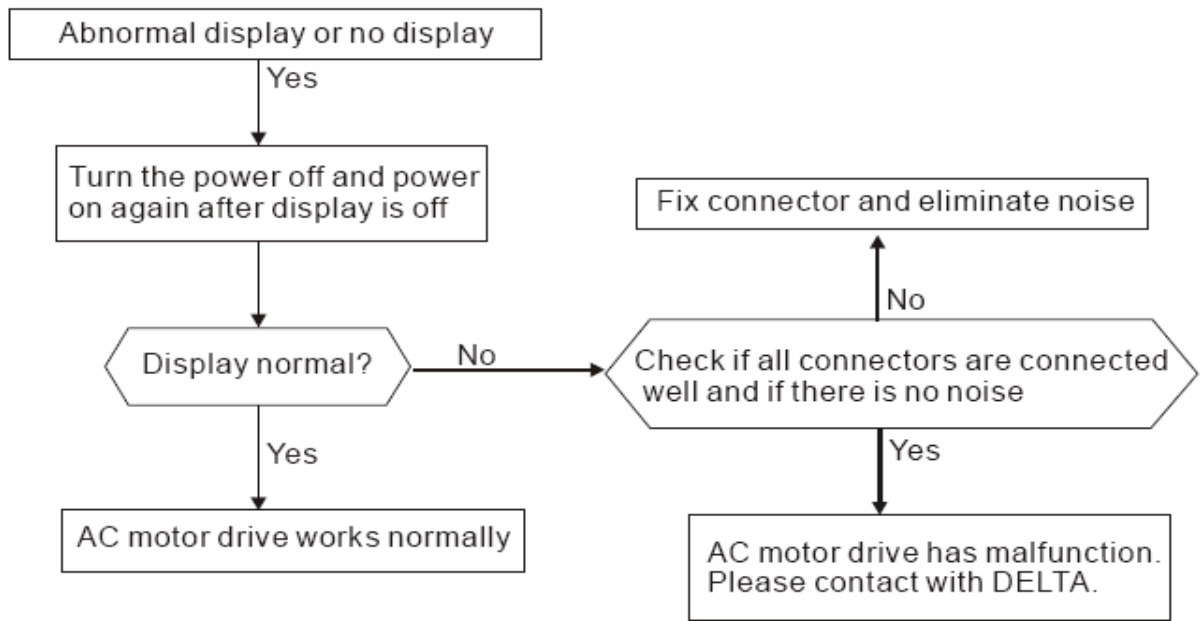 Abnormal display or no display
Yes
Turn the power off and power
on again after display is off
Display normal?
Yes
AC motor drive works normally
No
Check if all connectors are connected
well and if there is no noise
No
Fix connector and eliminate noise
Yes
AC motor drive has malfunction.
Please contact with DELTA.